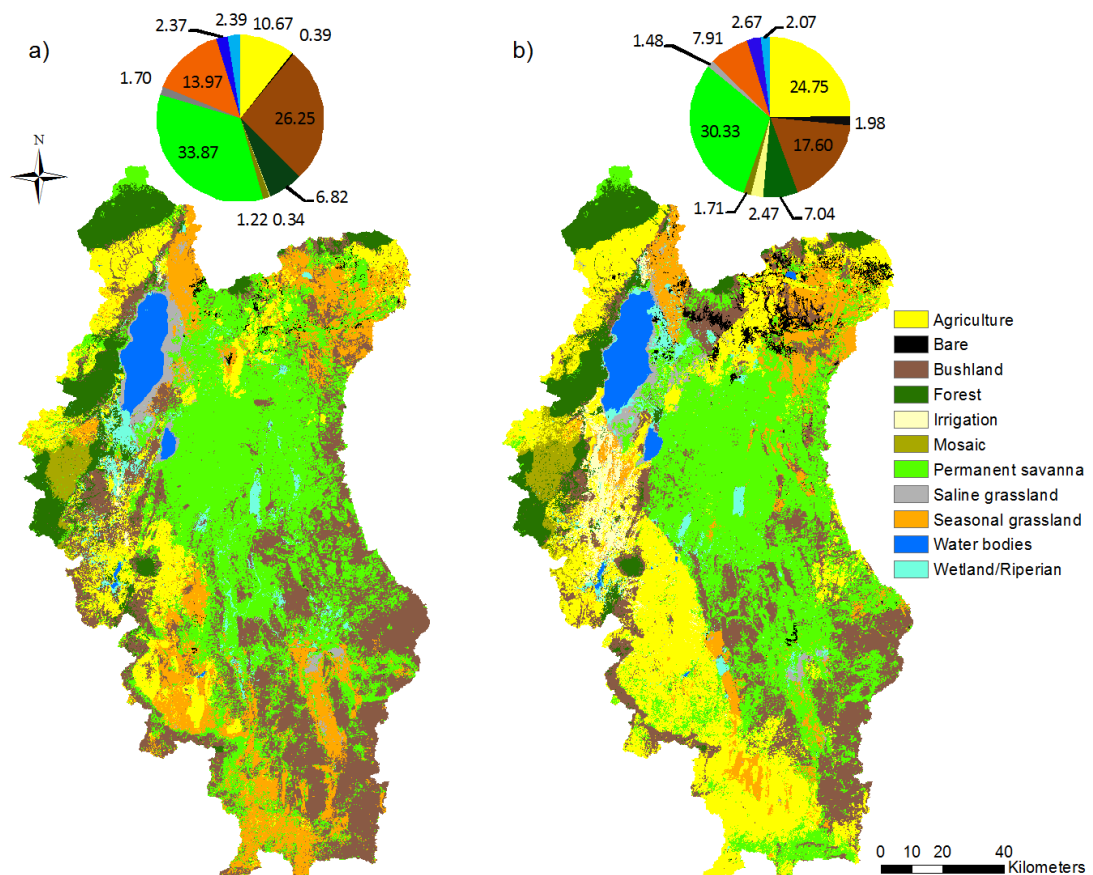 a)
2.37
2.39
10.67
0.39
1.70
13.97
26.25
33.87
6.82
1.22 0.34
N
b)
2.67
2.07
7.91
1.48
24.75
30.33
1.98
17.60
1.71
2.47
7.04
Agriculture
Bare
Bushland
Forest
Irrigation
Mosaic
Permanent savanna
Saline grassland
Seasonal grassland
Water bodies
Wetland/Riperian
0 10 20 40
Kilometers